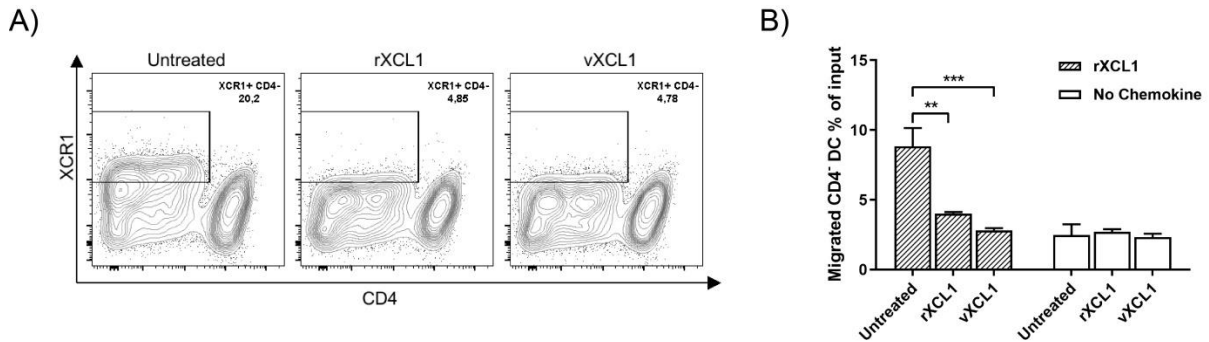 A)
Untreated
rXCL1
vXCL1
XCR1+ CD4-
20,2
XCR1+ CD4-
4,85
XCR1+ CD4-
4,78
XCR1
CD4
B)
15
10
5
0
Migrated CD4⁻ DC % of input
***
**
rXCL1
No Chemokine
Untreated
rXCL1
vXCL1
Untreated
rXCL1
vXCL1